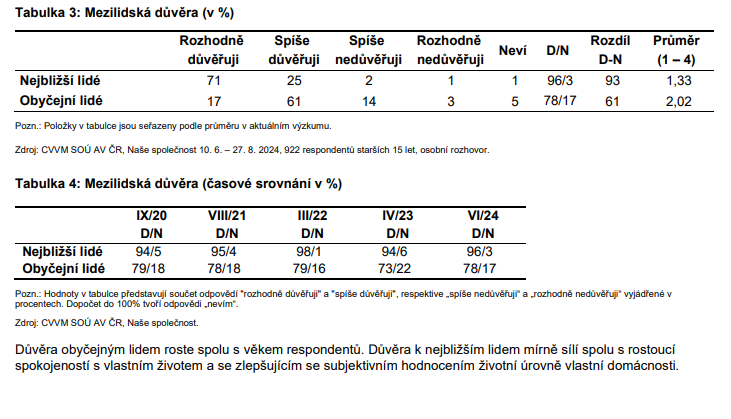 Tabulka 3: Mezilidská důvěra (v %)
Rozhodně důvěřuji Spíše důvěřuji Spíše nedůvěřuji Rozhodně nedůvěřuji Neví D/N Rozdíl D-N Průměr (1 – 4)
Nejbližší lidé 71 25 2 1 1 96/3 93 1,33
Obyčejní lidé 17 61 14 3 5 78/17 61 2,02
Pozn.: Položky v tabulce jsou seřazeny podle průměru v aktuálním výzkumu.
Zdroj: CVVM SOÚ AV ČR, Naše společnost 10. 6. – 27. 8. 2024, 922 respondentů starších 15 let, osobní rozhovor.
Tabulka 4: Mezilidská důvěra (časové srovnání v %)
IX/20 VIII/21 III/22 IV/23 VI/24
D/N D/N D/N D/N D/N
Nejbližší lidé 94/5 95/4 98/1 94/6 96/3
Obyčejní lidé 79/18 78/18 79/16 73/22 78/17
Pozn.: Hodnoty v tabulce představují součet odpovědí "rozhodně důvěřuji" a "spíše důvěřuji", respektive „spíše nedůvěřuji“ a „rozhodně nedůvěřuji“ vyjádřené v
procentech. Dopočet do 100% tvoří odpovědi „nevím“.
Zdroj: CVVM SOÚ AV ČR, Naše společnost.
Důvěra obyčejným lidem roste spolu s věkem respondentů. Důvěra k nejbližším lidem mírně sílí spolu s rostoucí
spokojeností s vlastním životem a se zlepšujícím se subjektivním hodnocením životní úrovně vlastní domácnosti.